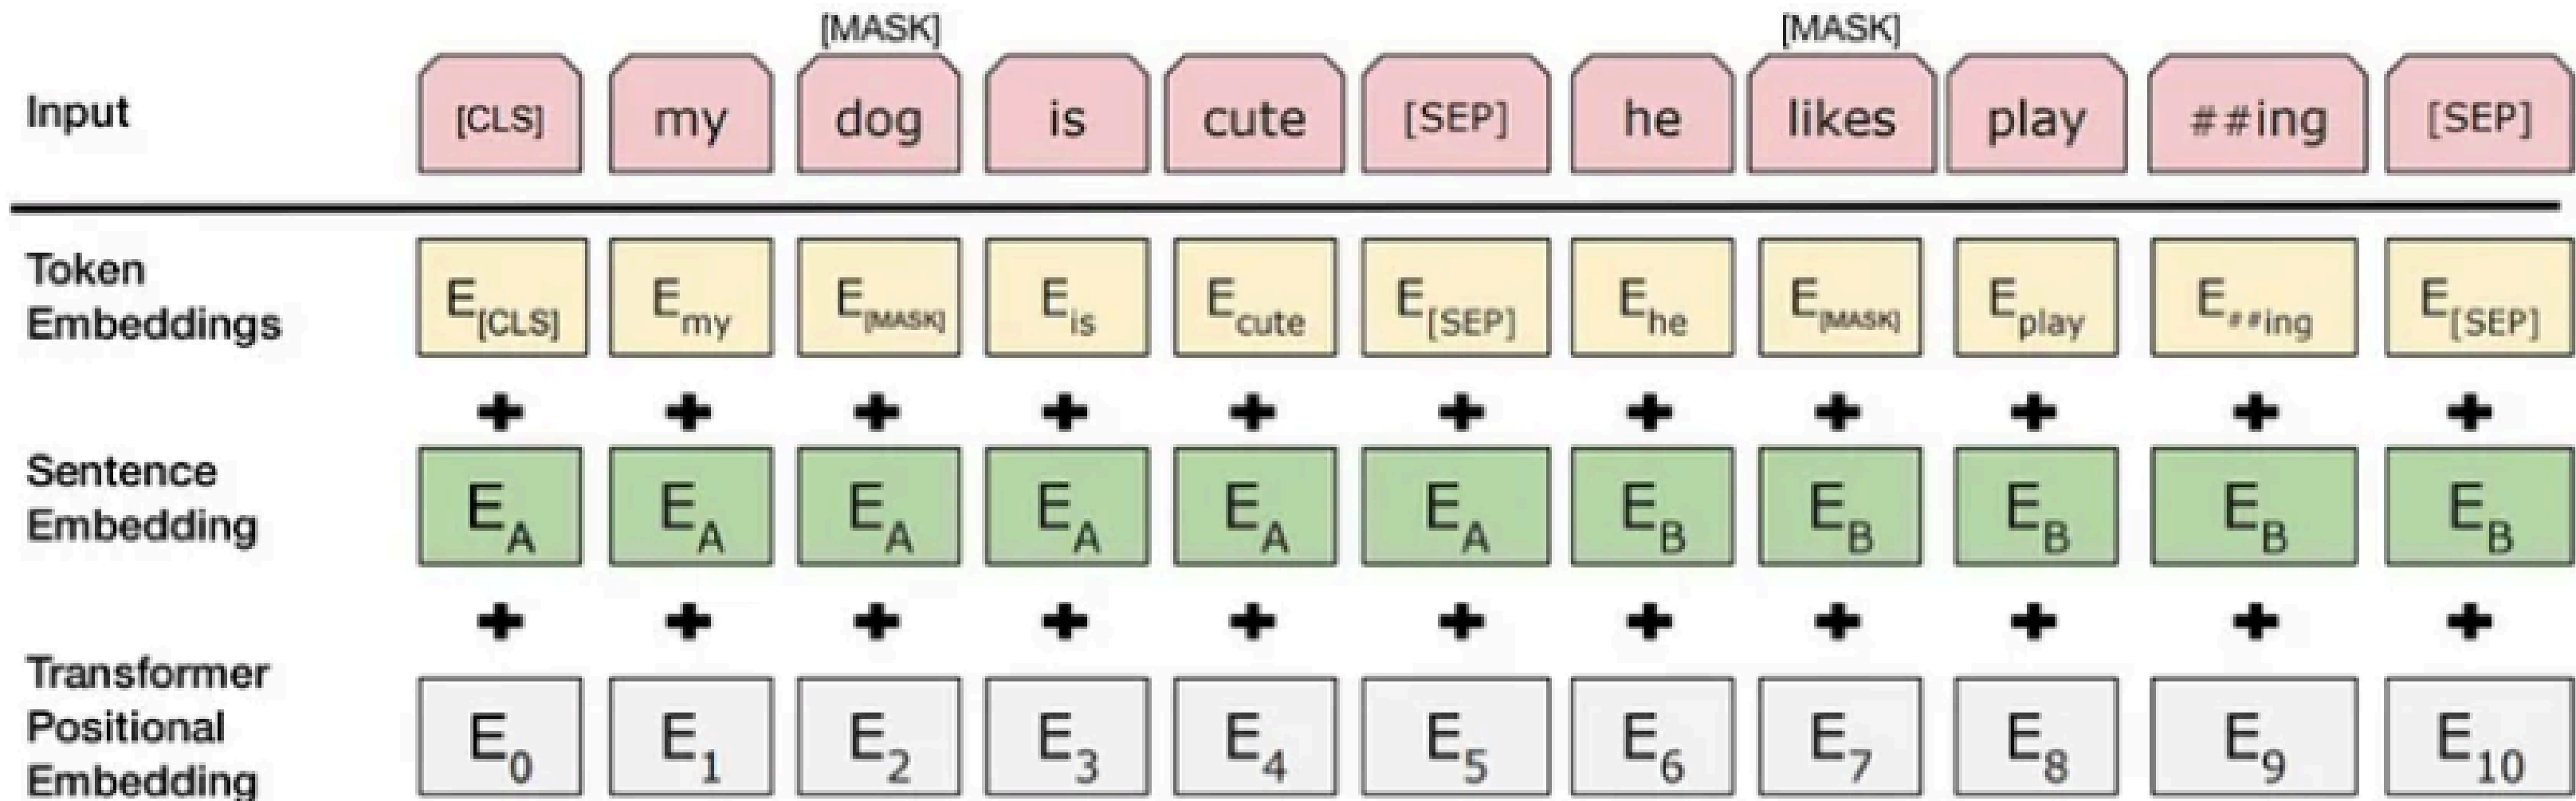 [MASK] [MASK]
Input [CLS] my dog is cute [SEP] he likes play ##ing [SEP]
Token
Embeddings E[CLS] Emy E[MASK] Eis Ecute E[SEP] Ehe E[MASK] Eplay E##ing E[SEP]
+ + + + + + + + + + +
Sentence
Embedding EA EA EA EA EA EA EB EB EB EB EB
+ + + + + + + + + + +
Transformer
Positional
Embedding E0 E1 E2 E3 E4 E5 E6 E7 E8 E9 E10